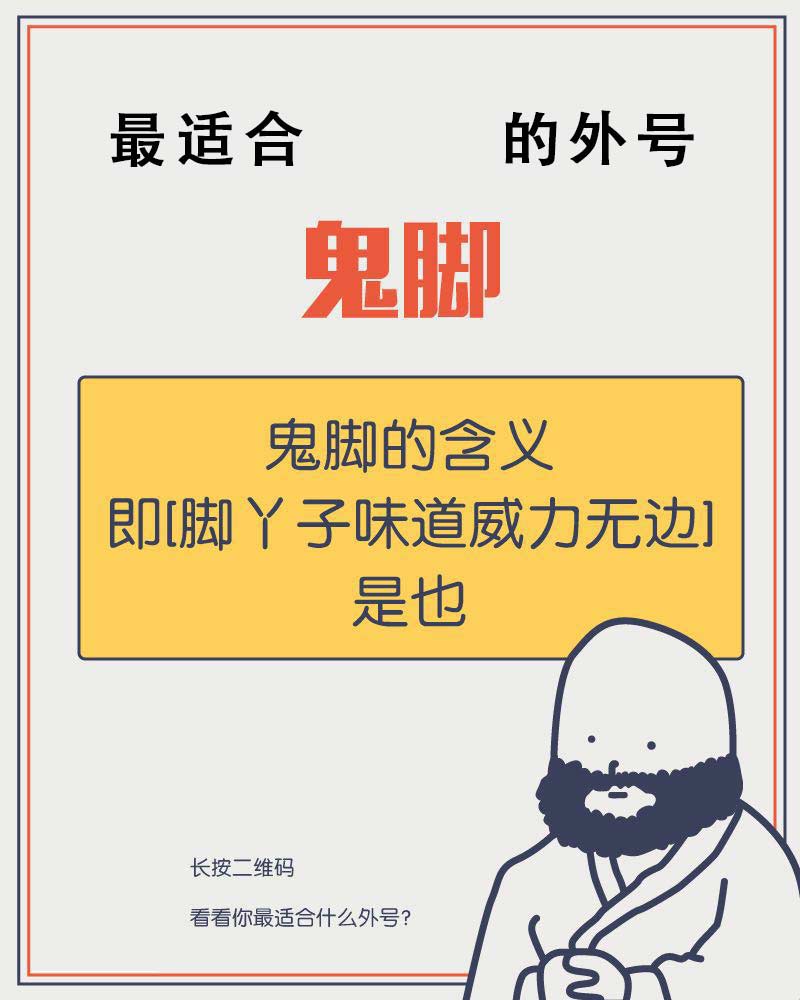 最适合 的外号
鬼脚
鬼脚的含义
即[脚丫子味道威力无边]
是也
长按二维码
看看你最适合什么外号?